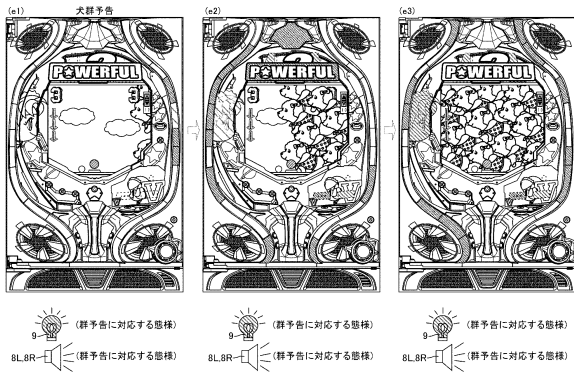 (e1) 犬群予告 (e2) (e3)
POWERFUL POWERFUL POWERFUL
3 3 3
V V V
9 (群予告に対応する態様) 9 (群予告に対応する態様) 9 (群予告に対応する態様)
8L,8R (群予告に対応する態様) 8L,8R (群予告に対応する態様) 8L,8R (群予告に対応する態様)